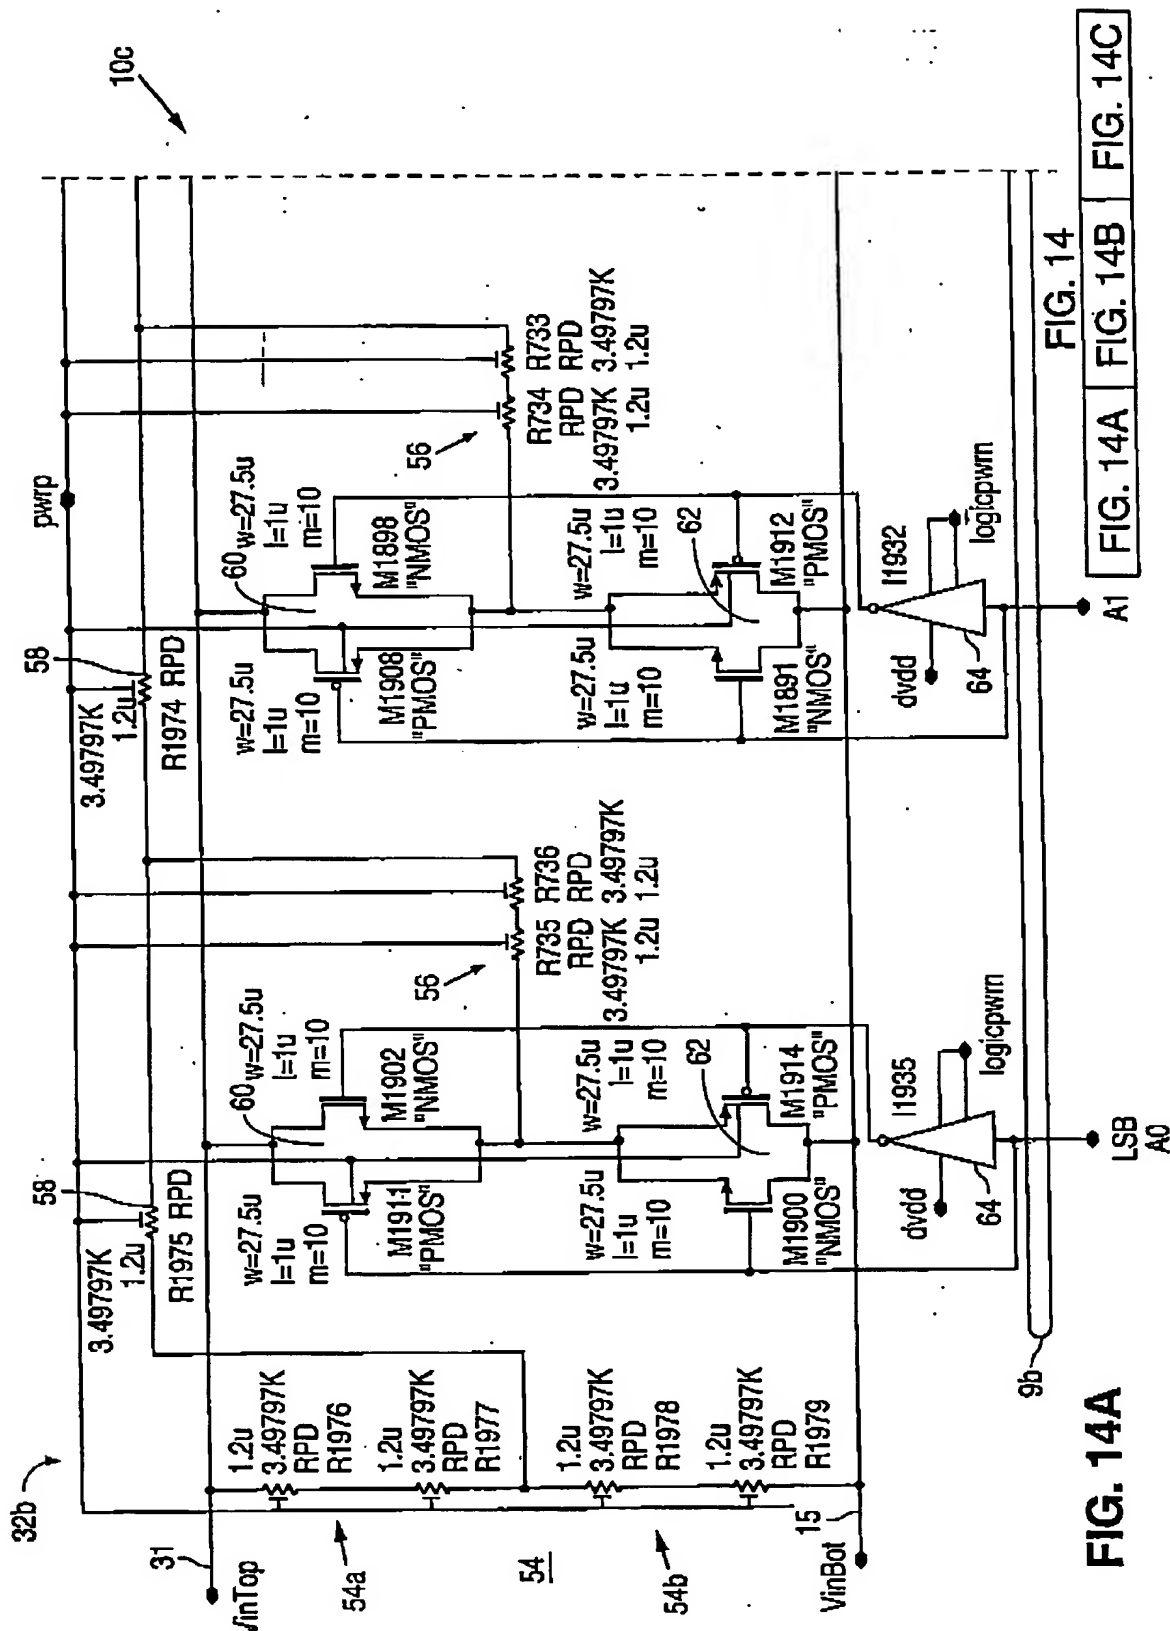 32b
10c
pwrp
3.49797K
1.2u
58
R1975 RPD
3.49797K
1.2u
58
R1974 RPD
31
VinTop
54a
54
54b
15
VinBot
1.2u
3.49797K
RPD
R1976
1.2u
3.49797K
RPD
R1977
1.2u
3.49797K
RPD
R1978
1.2u
3.49797K
RPD
R1979
w=27.5u
l=1u
m=10
M1911
"PMOS"
60
w=27.5u
l=1u
m=10
M1902
"NMOS"
56
R735
RPD
3.49797K
1.2u
R736
RPD
3.49797K
1.2u
w=27.5u
l=1u
m=10
M1900
"NMOS"
w=27.5u
l=1u
m=10
62
M1914
"PMOS"
I1935
dvdd
64
logicpwrn
LSB
A0
w=27.5u
l=1u
m=10
M1908
"PMOS"
60
w=27.5u
l=1u
m=10
M1898
"NMOS"
56
R734
RPD
3.49797K
1.2u
R733
RPD
3.49797K
1.2u
w=27.5u
l=1u
m=10
M1891
"NMOS"
w=27.5u
l=1u
m=10
62
M1912
"PMOS"
I1932
dvdd
64
logicpwrn
A1
9b
FIG. 14A
FIG. 14
FIG. 14A FIG. 14B FIG. 14C